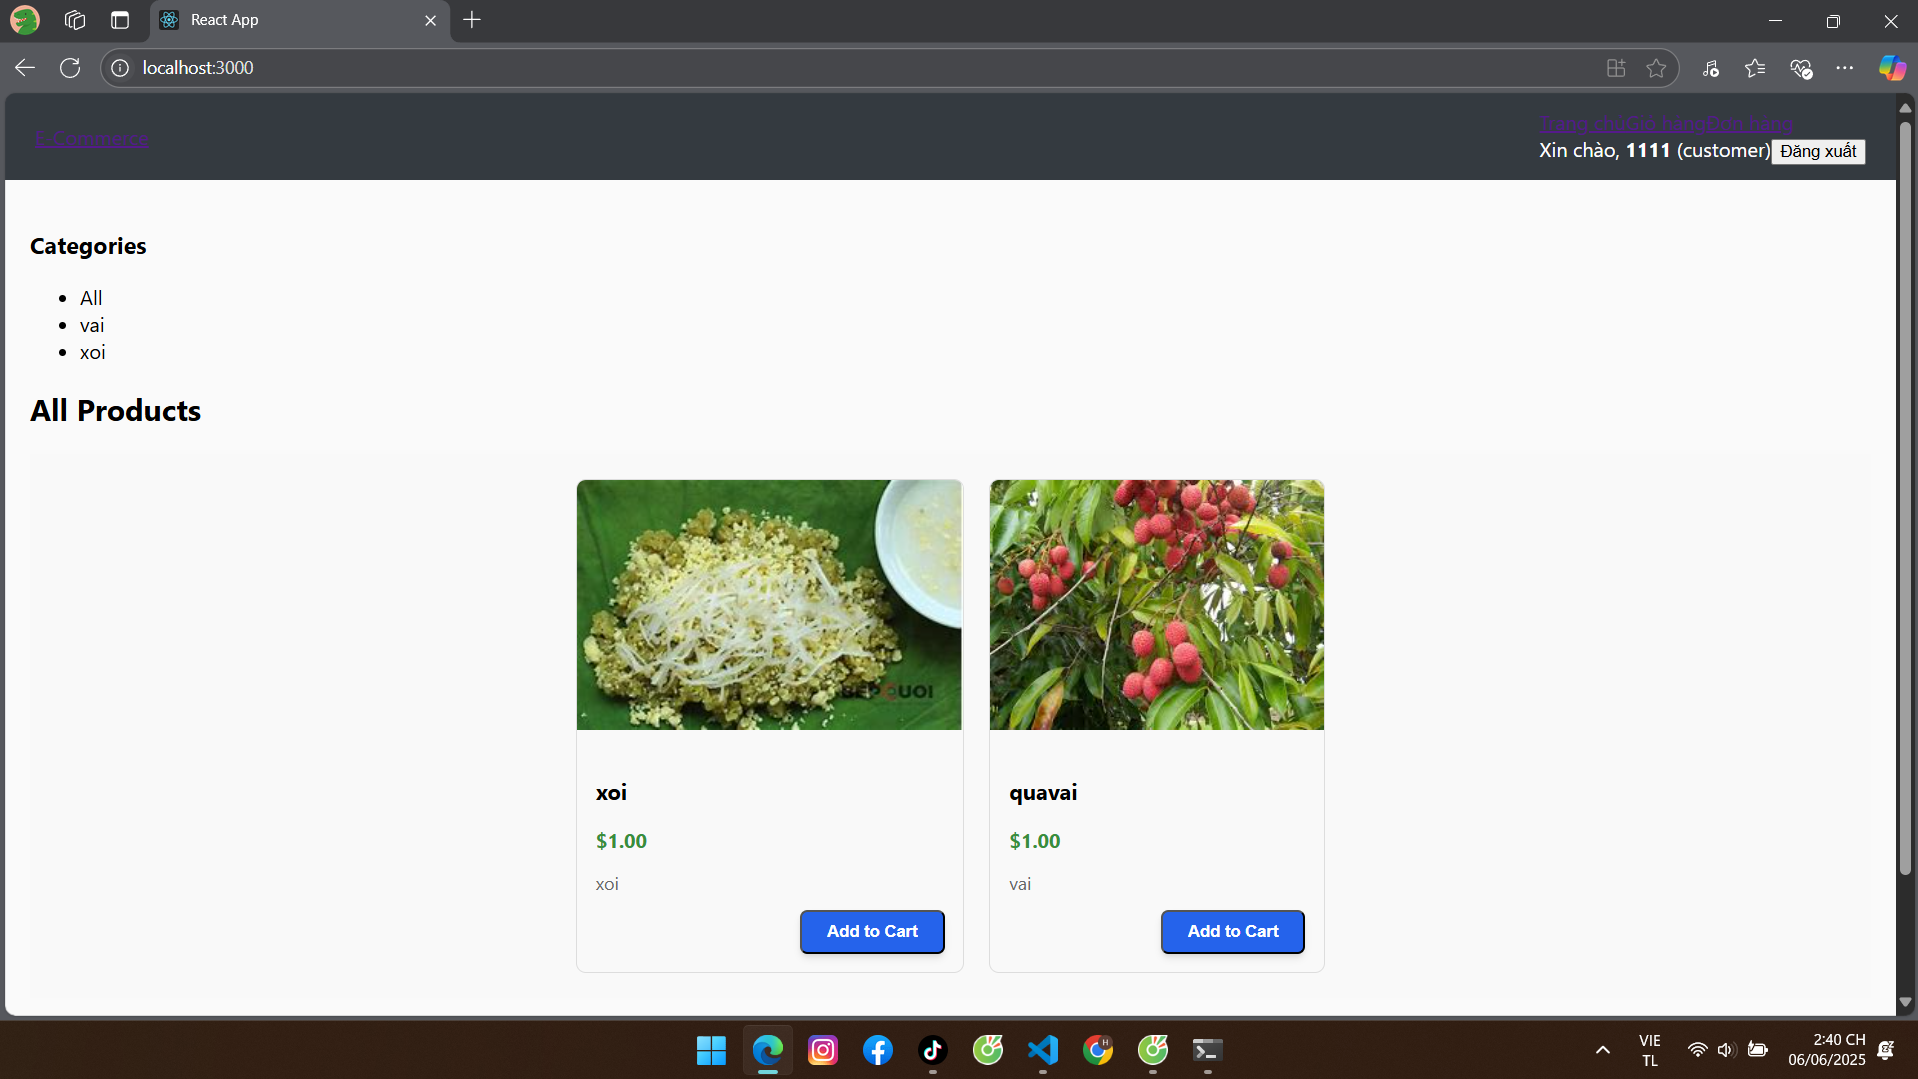 React App
localhost:3000
E-Commerce
Trang chủGiỏ hàngĐơn hàng
Xin chào, 1111 (customer)Đăng xuất
Categories
All
vai
xoi
All Products
xoi
$1.00
xoi
Add to Cart
quavai
$1.00
vai
Add to Cart
VIE
TL
2:40 CH
06/06/2025